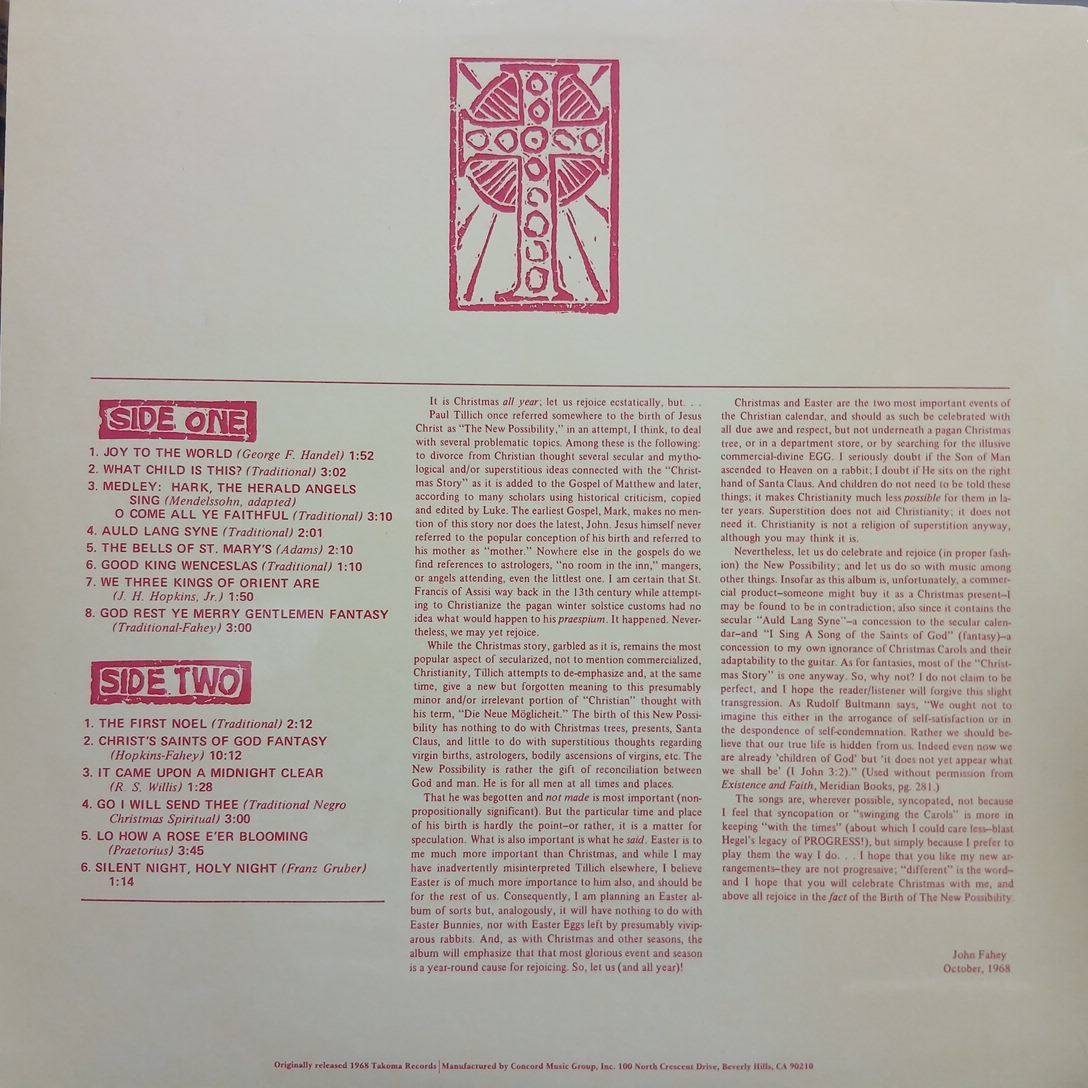 SIDE ONE
1. JOY TO THE WORLD (George F. Handel) 1:52
2. WHAT CHILD IS THIS? (Traditional) 3:02
3. MEDLEY: HARK, THE HERALD ANGELS
SING (Mendelssohn, adapted)
O COME ALL YE FAITHFUL (Traditional) 3:10
4. AULD LANG SYNE (Traditional) 2:01
5. THE BELLS OF ST. MARY'S (Adams) 2:10
6. GOOD KING WENCESLAS (Traditional) 1:10
7. WE THREE KINGS OF ORIENT ARE
(J. H. Hopkins, Jr.) 1:50
8. GOD REST YE MERRY GENTLEMEN FANTASY
(Traditional-Fahey) 3:00
SIDE TWO
1. THE FIRST NOEL (Traditional) 2:12
2. CHRIST'S SAINTS OF GOD FANTASY
(Hopkins-Fahey) 10:12
3. IT CAME UPON A MIDNIGHT CLEAR
(R. S. Willis) 1:28
4. GO I WILL SEND THEE (Traditional Negro
Christmas Spiritual) 3:00
5. LO HOW A ROSE E'ER BLOOMING
(Praetorius) 3:45
6. SILENT NIGHT, HOLY NIGHT (Franz Gruber)
1:14
It is Christmas all year; let us rejoice ecstatically, but. . .
Paul Tillich once referred somewhere to the birth of Jesus
Christ as "The New Possibility," in an attempt, I think, to deal
with several problematic topics. Among these is the following:
to divorce from Christian thought several secular and mytho-
logical and/or superstitious ideas connected with the "Christ-
mas Story" as it is added to the Gospel of Matthew and later,
according to many scholars using historical criticism, copied
and edited by Luke. The earliest Gospel, Mark, makes no men-
tion of this story nor does the latest, John. Jesus himself never
referred to the popular conception of his birth and referred to
his mother as "mother." Nowhere else in the gospels do we
find references to astrologers, "no room in the inn," mangers,
or angels attending, even the littlest one. I am certain that St.
Francis of Assisi way back in the 13th century while attempt-
ing to Christianize the pagan winter solstice customs had no
idea what would happen to his praespium. It happened. Never-
theless, we may yet rejoice.
While the Christmas story, garbled as it is, remains the most
popular aspect of secularized, not to mention commercialized,
Christianity, Tillich attempts to de-emphasize and, at the same
time, give a new but forgotten meaning to this presumably
minor and/or irrelevant portion of "Christian" thought with
his term, "Die Neue Möglicheit." The birth of this New Possi-
bility has nothing to do with Christmas trees, presents, Santa
Claus, and little to do with superstitious thoughts regarding
virgin births, astrologers, bodily ascensions of virgins, etc. The
New Possibility is rather the gift of reconciliation between
God and man. He is for all men at all times and places.
That he was begotten and not made is most important (non-
propositionally significant). But the particular time and place
of his birth is hardly the point—or rather, it is a matter for
speculation. What is also important is what he said. Easter is to
me much more important than Christmas, and while I may
have inadvertently misinterpreted Tillich elsewhere, I believe
Easter is of much more importance to him also, and should be
for the rest of us. Consequently, I am planning an Easter al-
bum of sorts but, analogously, it will have nothing to do with
Easter Bunnies, nor with Easter Eggs left by presumably vivip-
arous rabbits. And, as with Christmas and other seasons, the
album will emphasize that that most glorious event and season
is a year-round cause for rejoicing. So, let us (and all year)!
Christmas and Easter are the two most important events of
the Christian calendar, and should as such be celebrated with
all due awe and respect, but not underneath a pagan Christmas
tree, or in a department store, or by searching for the illusive
commercial-divine EGG. I seriously doubt if the Son of Man
ascended to Heaven on a rabbit; I doubt if He sits on the right
hand of Santa Claus. And children do not need to be told these
things; it makes Christianity much less possible for them in la-
ter years. Superstition does not aid Christianity; it does not
need it. Christianity is not a religion of superstition anyway,
although you may think it is.
Nevertheless, let us do celebrate and rejoice (in proper fash-
ion) the New Possibility; and let us do so with music among
other things. Insofar as this album is, unfortunately, a commer-
cial product—someone might buy it as a Christmas present—I
may be found to be in contradiction; also since it contains the
secular "Auld Lang Syne"—a concession to the secular calen-
dar—and "I Sing A Song of the Saints of God" (fantasy)—a
concession to my own ignorance of Christmas Carols and their
adaptability to the guitar. As for fantasies, most of the "Christ-
mas Story" is one anyway. So, why not? I do not claim to be
perfect, and I hope the reader/listener will forgive this slight
transgression. As Rudolf Bultmann says, "We ought not to
imagine this either in the arrogance of self-satisfaction or in
the despondence of self-condemnation. Rather we should be-
lieve that our true life is hidden from us. Indeed even now we
are already 'children of God' but 'it does not yet appear what
we shall be' (I John 3:2)." (Used without permission from
Existence and Faith, Meridian Books, pg. 281.)
The songs are, wherever possible, syncopated, not because
I feel that syncopation or "swinging the Carols" is more in
keeping "with the times" (about which I could care less—blast
Hegel's legacy of PROGRESS!), but simply because I prefer to
play them the way I do. . . I hope that you like my new ar-
rangements—they are not progressive; "different" is the word—
and I hope that you will celebrate Christmas with me, and
above all rejoice in the fact of the Birth of The New Possibility.
John Fahey
October, 1968
Originally released 1968 Takoma Records | Manufactured by Concord Music Group, Inc. 100 North Crescent Drive, Beverly Hills, CA 90210